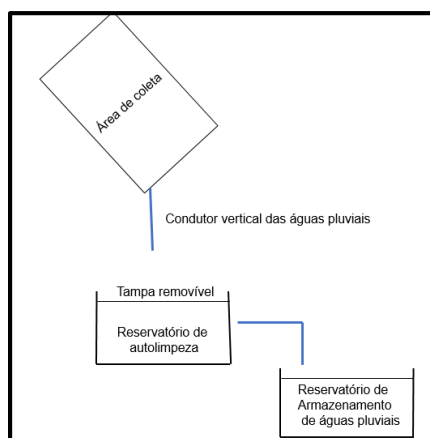 Área de coleta
Condutor vertical das águas pluviais
Tampa removível
Reservatório de
autolimpeza
Reservatório de
Armazenamento
de águas pluviais